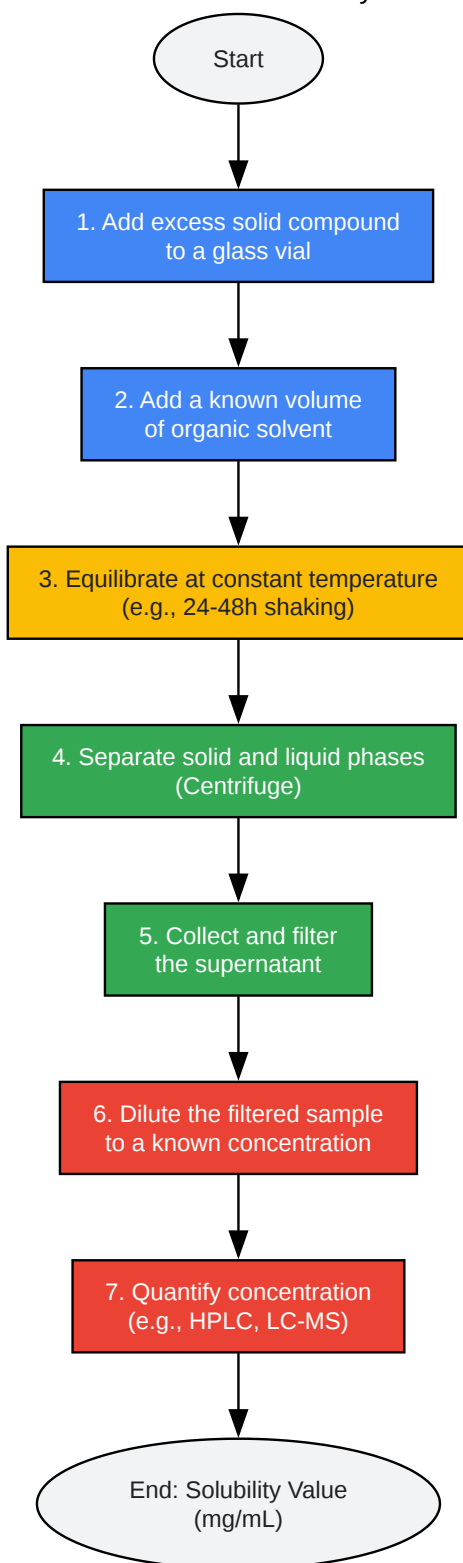 Start
1. Add excess solid compound
to a glass vial
2. Add a known volume
of organic solvent
3. Equilibrate at constant temperature
(e.g., 24-48h shaking)
4. Separate solid and liquid phases
(Centrifuge)
5. Collect and filter
the supernatant
6. Dilute the filtered sample
to a known concentration
7. Quantify concentration
(e.g., HPLC, LC-MS)
End: Solubility Value
(mg/mL)